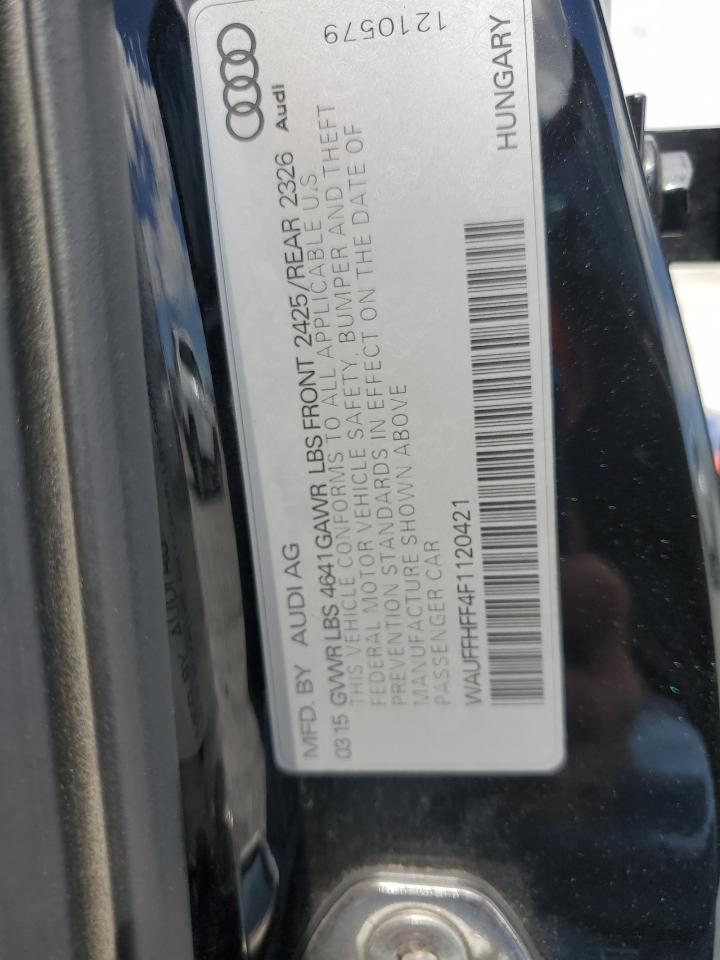 MFD. BY AUDI AG
Audi
0315 GVWR LBS 4641 GAWR LBS FRONT 2425/REAR 2326
THIS VEHICLE CONFORMS TO ALL APPLICABLE U.S
FEDERAL MOTOR VEHICLE SAFETY, BUMPER AND THEFT
PREVENTION STANDARDS IN EFFECT ON THE DATE OF
MANUFACTURE SHOWN ABOVE
PASSENGER CAR
WAUFFHFF4F1120421
HUNGARY
1210579